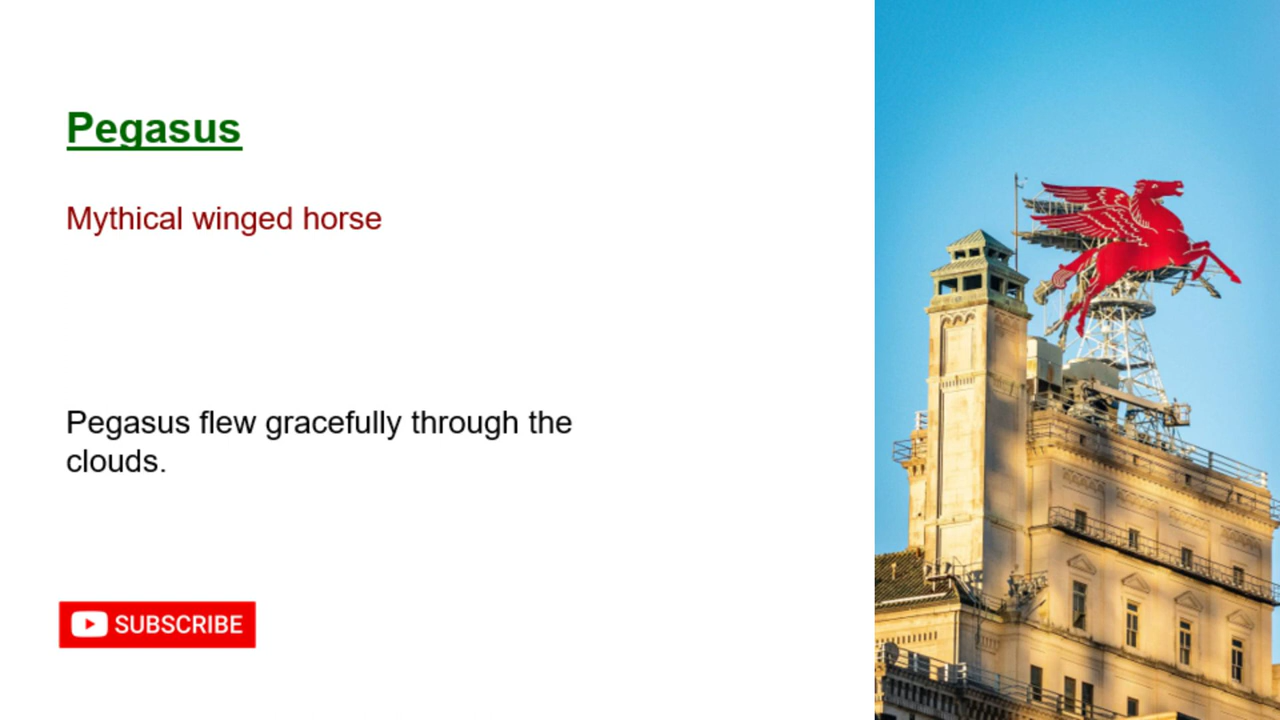 Pegasus
Mythical winged horse
Pegasus flew gracefully through the
clouds.
SUBSCRIBE